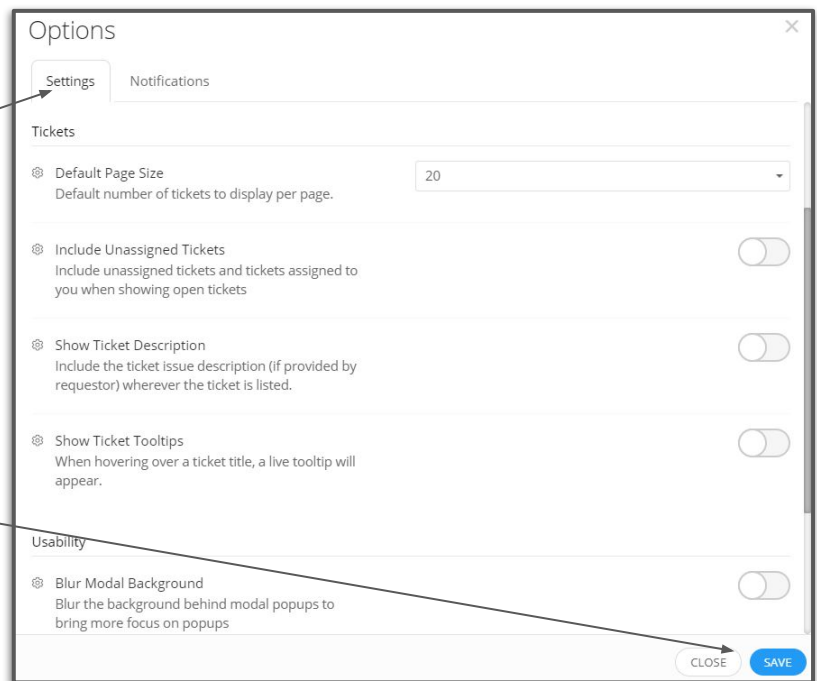 Options
Settings
Notifications
Tickets
Default Page Size
Default number of tickets to display per page.
20
Include Unassigned Tickets
Include unassigned tickets and tickets assigned to
you when showing open tickets
Show Ticket Description
Include the ticket issue description (if provided by
requestor) wherever the ticket is listed.
Show Ticket Tooltips
When hovering over a ticket title, a live tooltip will
appear.
Usability
Blur Modal Background
Blur the background behind modal popups to
bring more focus on popups
CLOSE
SAVE